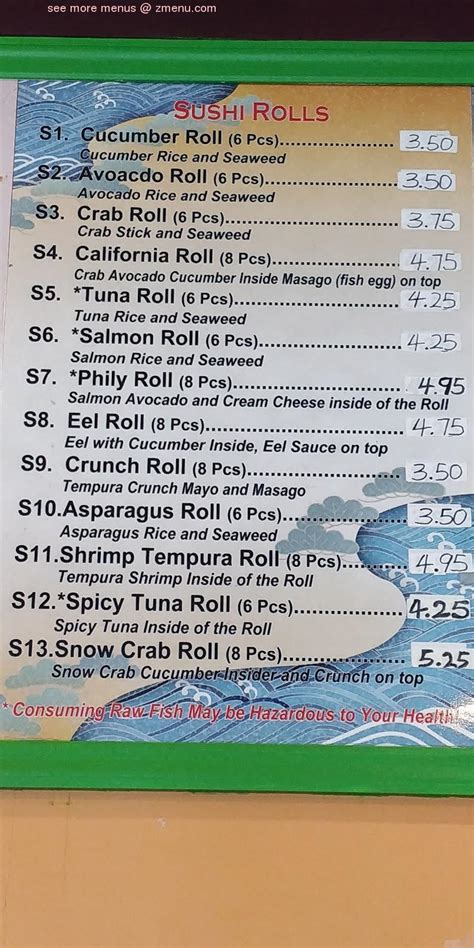 see more menus @ zmenu.com
SUSHI ROLLS
S1. Cucumber Roll (6 Pcs)..................... 3.50
Cucumber Rice and Seaweed
S2. Avoacdo Roll (6 Pcs)........................ 3.50
Avocado Rice and Seaweed
S3. Crab Roll (6 Pcs)............................... 3.75
Crab Stick and Seaweed
S4. California Roll (8 Pcs)........................ 4.75
Crab Avocado Cucumber Inside Masago (fish egg) on top
S5. *Tuna Roll (6 Pcs).............................. 4.25
Tuna Rice and Seaweed
S6. *Salmon Roll (6 Pcs).......................... 4.25
Salmon Rice and Seaweed
S7. *Phily Roll (8 Pcs).............................. 4.95
Salmon Avocado and Cream Cheese inside of the Roll
S8. Eel Roll (8 Pcs).................................... 4.75
Eel with Cucumber Inside, Eel Sauce on top
S9. Crunch Roll (8 Pcs)............................ 3.50
Tempura Crunch Mayo and Masago
S10.Asparagus Roll (6 Pcs)...................... 3.50
Asparagus Rice and Seaweed
S11.Shrimp Tempura Roll (8 Pcs)............. 4.95
Tempura Shrimp Inside of the Roll
S12.*Spicy Tuna Roll (6 Pcs)................... 4.25
Spicy Tuna Inside of the Roll
S13.Snow Crab Roll (8 Pcs)..................... 5.25
Snow Crab Cucumber Insider and Crunch on top
* Consuming Raw Fish May be Hazardous to Your Health!